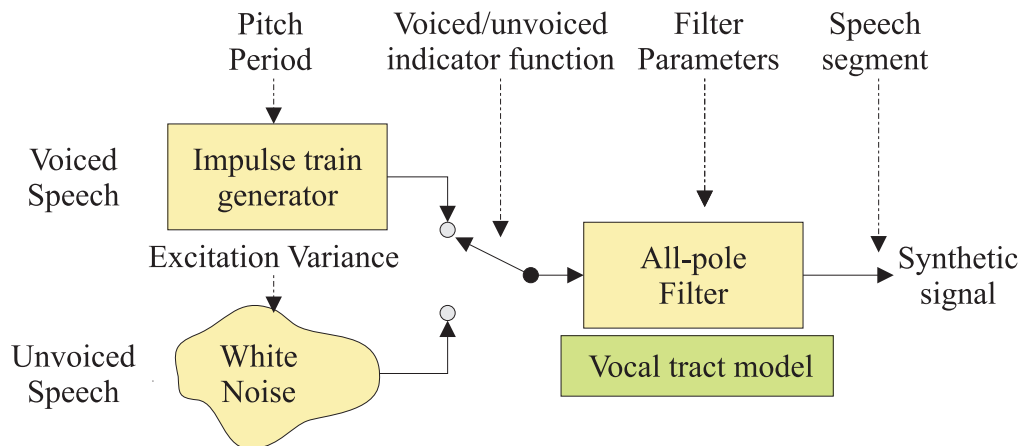 Pitch
Period
Voiced/unvoiced
indicator function
Filter
Parameters
Speech
segment
Voiced
Speech
Impulse train
generator
Excitation Variance
All-pole
Filter
Synthetic
signal
Unvoiced
Speech
White
Noise
Vocal tract model